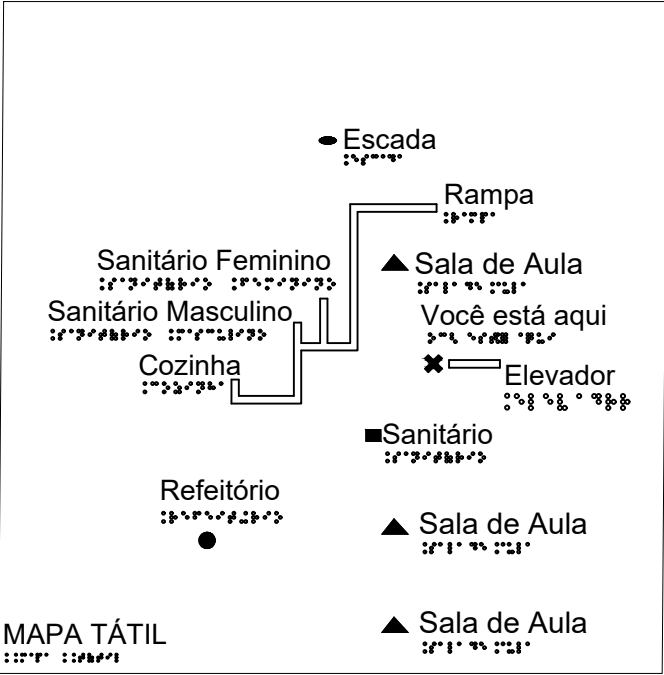 Escada
Rampa
Sanitário Feminino
Sala de Aula
Sanitário Masculino
Você está aqui
Cozinha
Elevador
Sanitário
Refeitório
Sala de Aula
Sala de Aula
MAPA TÁTIL